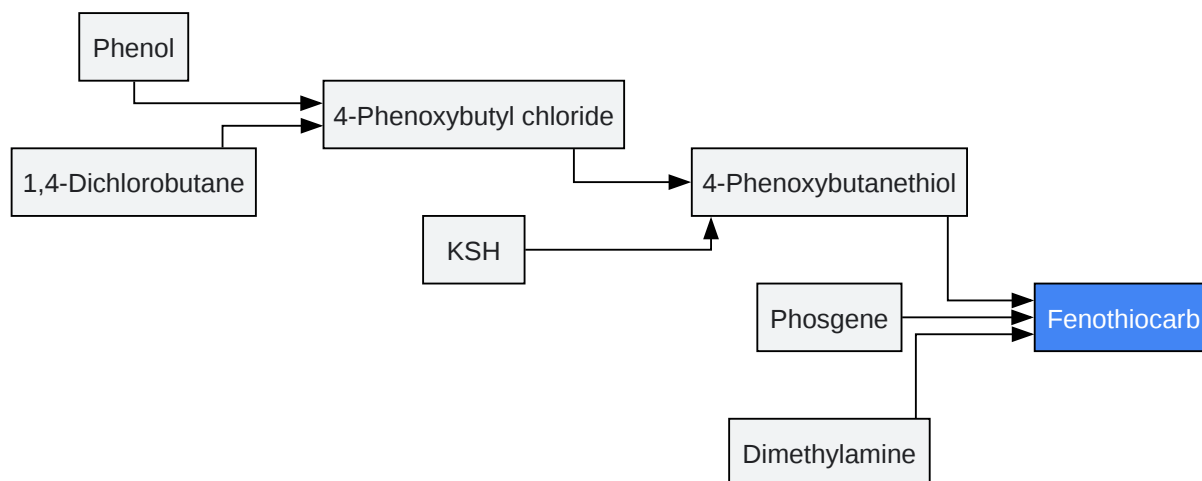 Phenol
4-Phenoxybutyl chloride
1,4-Dichlorobutane
4-Phenoxybutanethiol
KSH
Phosgene
Fenothiocarb
Dimethylamine